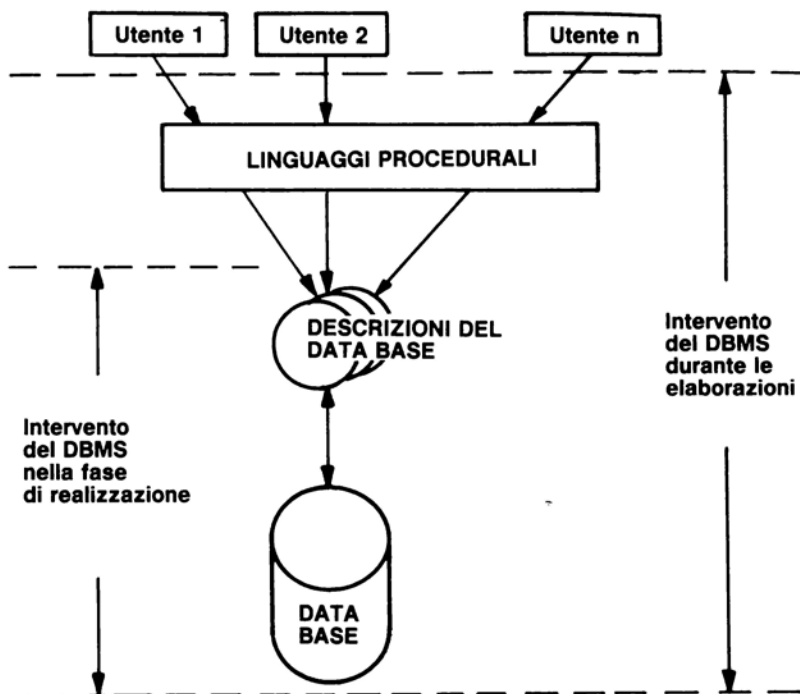 Utente 1
Utente 2
Utente n
LINGUAGGI PROCEDURALI
DESCRIZIONI DEL
DATA BASE
Intervento
del DBMS
durante le
elaborazioni
Intervento
del DBMS
nella fase
di realizzazione
DATA
BASE